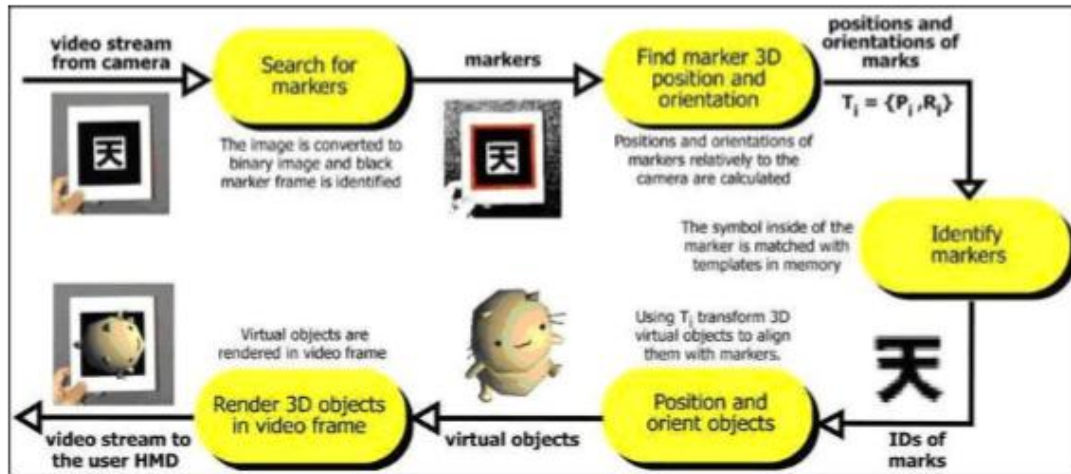 video stream
from camera
Search for
markers
The image is converted to
binary image and black
marker frame is identified
markers
Find marker 3D
position and
orientation
Positions and orientations of
markers relatively to the
camera are calculated
positions and
orientations of
marks
Tᵢ = {Pᵢ ,Rᵢ}
天
天
The symbol inside of the
marker is matched with
templates in memory
Identify
markers
天
IDs of
marks
Using Tᵢ transform 3D
virtual objects to align
them with markers.
Position and
orient objects
virtual objects
Virtual objects are
rendered in video frame
Render 3D objects
in video frame
video stream to
the user HMD